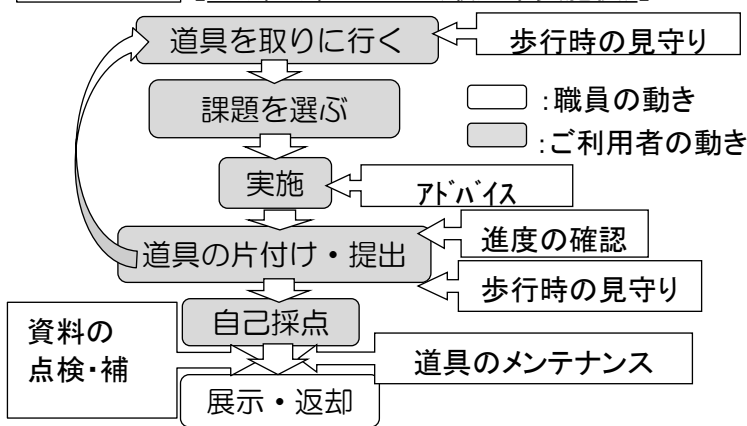 道具を取りに行く
歩行時の見守り
課題を選ぶ
:職員の動き
:ご利用者の動き
実施
アドバイス
進度の確認
道具の片付け・提出
歩行時の見守り
自己採点
資料の
点検・補
道具のメンテナンス
展示・返却